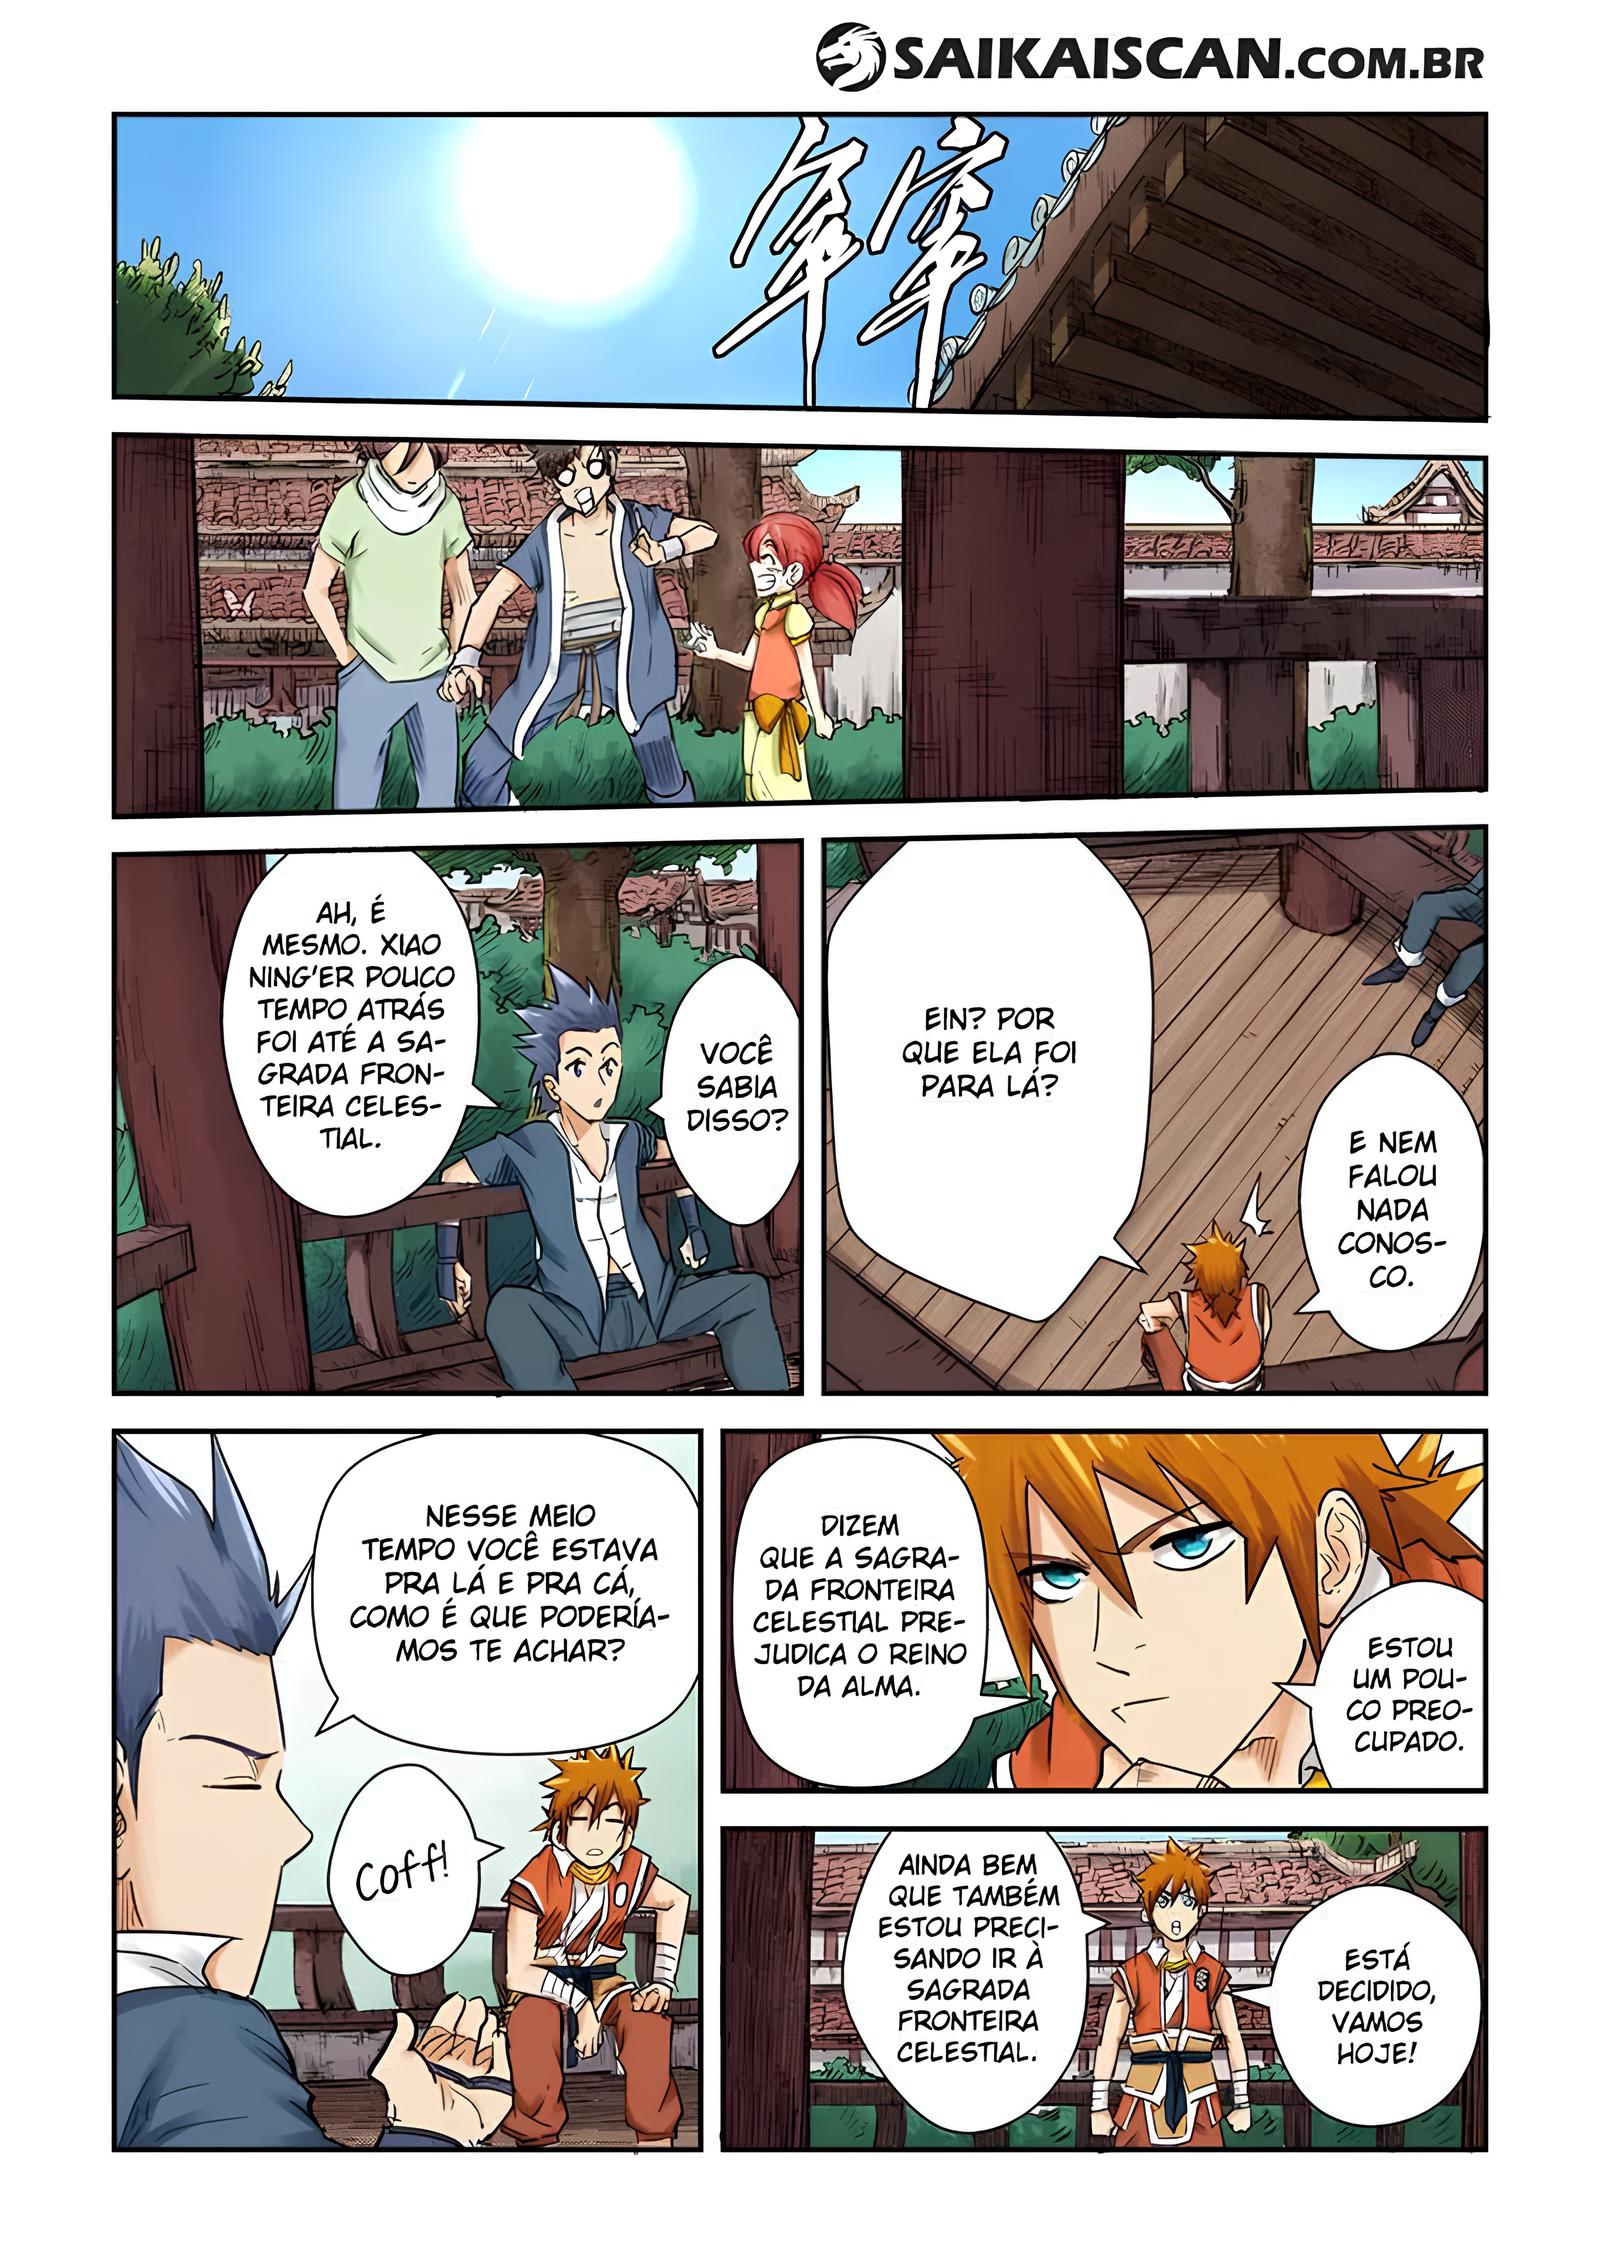 SAIKAISCAN.COM.BR
AH, É
MESMO. XIAO
NING'ER POUCO
TEMPO ATRÁS
FOI ATÉ A SA-
GRADA FRON-
TEIRA CELES-
TIAL.
VOCÊ
SABIA
DISSO?
EIN? POR
QUE ELA FOI
PARA LÁ?
E NEM
FALOU
NADA
CONOS-
CO.
NESSE MEIO
TEMPO VOCÊ ESTAVA
PRA LÁ E PRA CÁ,
COMO É QUE PODERÍA-
MOS TE ACHAR?
Coff!
DIZEM
QUE A SAGRA-
DA FRONTEIRA
CELESTIAL PRE-
JUDICA O REINO
DA ALMA.
ESTOU
UM POU-
CO PREO-
CUPADO.
AINDA BEM
QUE TAMBÉM
ESTOU PRECI-
SANDO IR À
SAGRADA
FRONTEIRA
CELESTIAL.
ESTÁ
DECIDIDO,
VAMOS
HOJE!